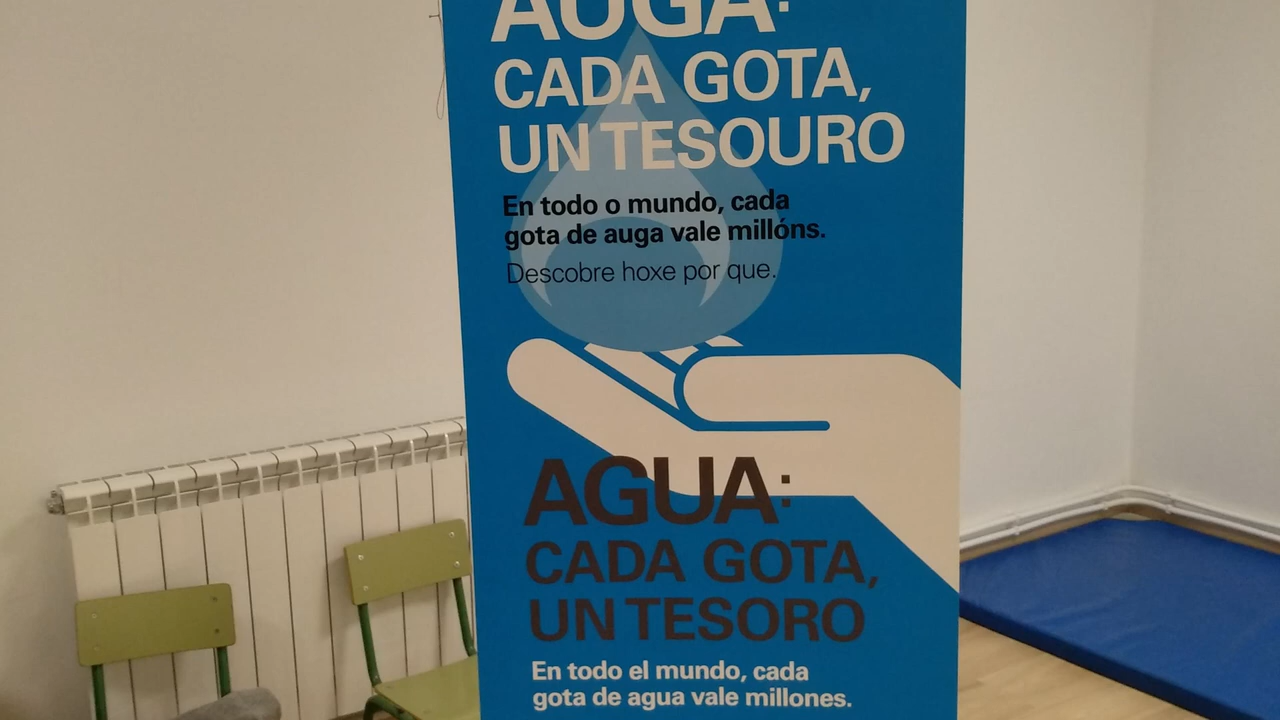 AUGA:
CADA GOTA,
UN TESOURO
En todo o mundo, cada
gota de auga vale millóns.
Descobre hoxe por que.
AGUA:
CADA GOTA,
UN TESORO
En todo el mundo, cada
gota de agua vale millones.